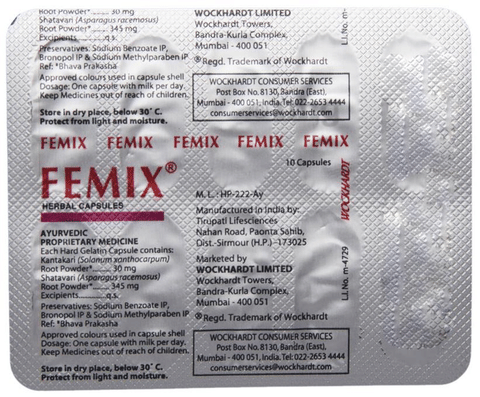 Root Powder*........... 30 mg
Shatavari (Asparagus racemosus)
Root Powder*........... 345 mg
Excipients............q.s.
Preservatives: Sodium Benzoate IP,
Bronopol IP & Sodium Methylparaben IP
Ref: *Bhava Prakasha
Approved colours used in capsule shell
Dosage: One capsule with milk per day.
Keep Medicines out of reach of children.
Store in dry place, below 30˚ C.
Protect from light and moisture.
WOCKHARDT LIMITED
Wockhardt Towers,
Bandra-Kurla Complex,
Mumbai - 400 051
® Regd. Trademark of Wockhardt
WOCKHARDT CONSUMER SERVICES
Post Box No. 8130, Bandra (East),
Mumbai - 400 051, India. Tel: 022-2653 4444
consumerservices@wockhardt.com
L.I. No. m-
FEMIX FEMIX FEMIX FEMIX FEMIX
10 Capsules
FEMIX®
HERBAL CAPSULES
AYURVEDIC
PROPRIETARY MEDICINE
Each Hard Gelatin Capsule contains:
Kantakari (Solanum xanthocarpum)
Root Powder*........... 30 mg
Shatavari (Asparagus racemosus)
Root Powder*........... 345 mg
Excipients............q.s.
Preservatives: Sodium Benzoate IP,
Bronopol IP & Sodium Methylparaben IP
Ref: *Bhava Prakasha
Approved colours used in capsule shell
Dosage: One capsule with milk per day.
Keep Medicines out of reach of children.
Store in dry place, below 30˚ C.
Protect from light and moisture.
M. L. : HP-222-Ay
Manufactured in India by:
Tirupati Lifesciences
Nahan Road, Paonta Sahib,
Dist.-Sirmour (H.P.) -173025
Marketed by
WOCKHARDT LIMITED
Wockhardt Towers,
Bandra-Kurla Complex,
Mumbai - 400 051
® Regd. Trademark of Wockhardt
WOCKHARDT CONSUMER SERVICES
Post Box No. 8130, Bandra (East),
Mumbai - 400 051, India. Tel: 022-2653 4444
consumerservices@wockhardt.com
WOCKHARDT
L.I. No. m-4729